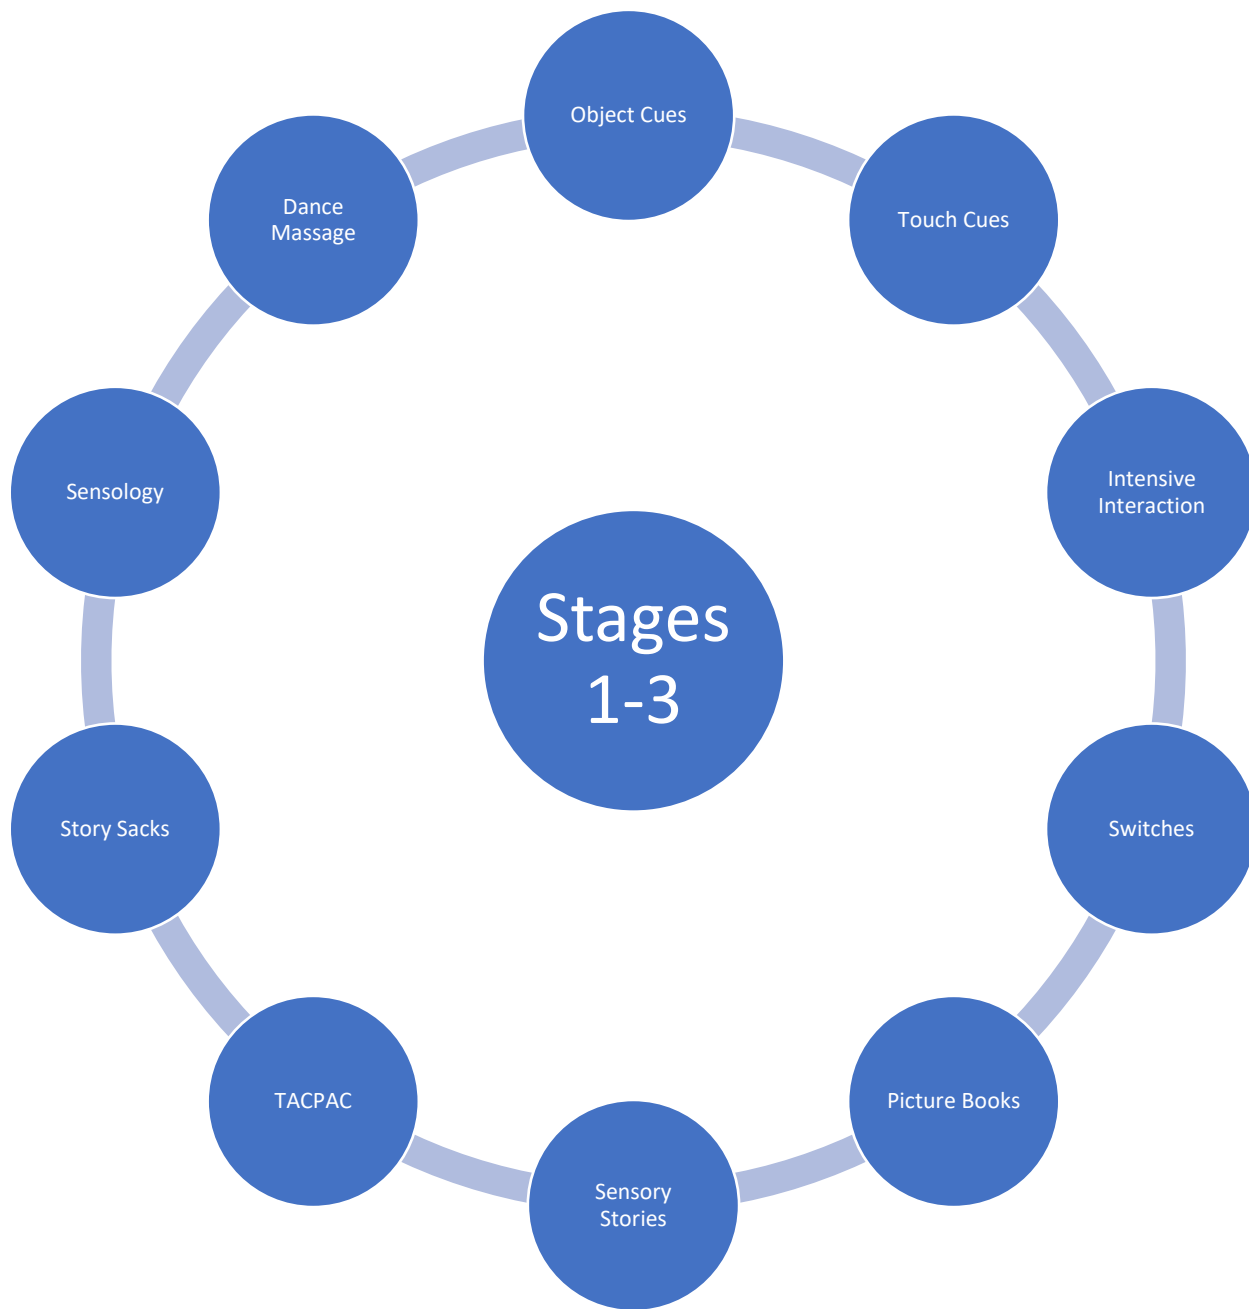 Object Cues
Dance
Massage
Touch Cues
Sensology
Intensive
Interaction
Stages
1-3
Story Sacks
Switches
TACPAC
Picture Books
Sensory
Stories